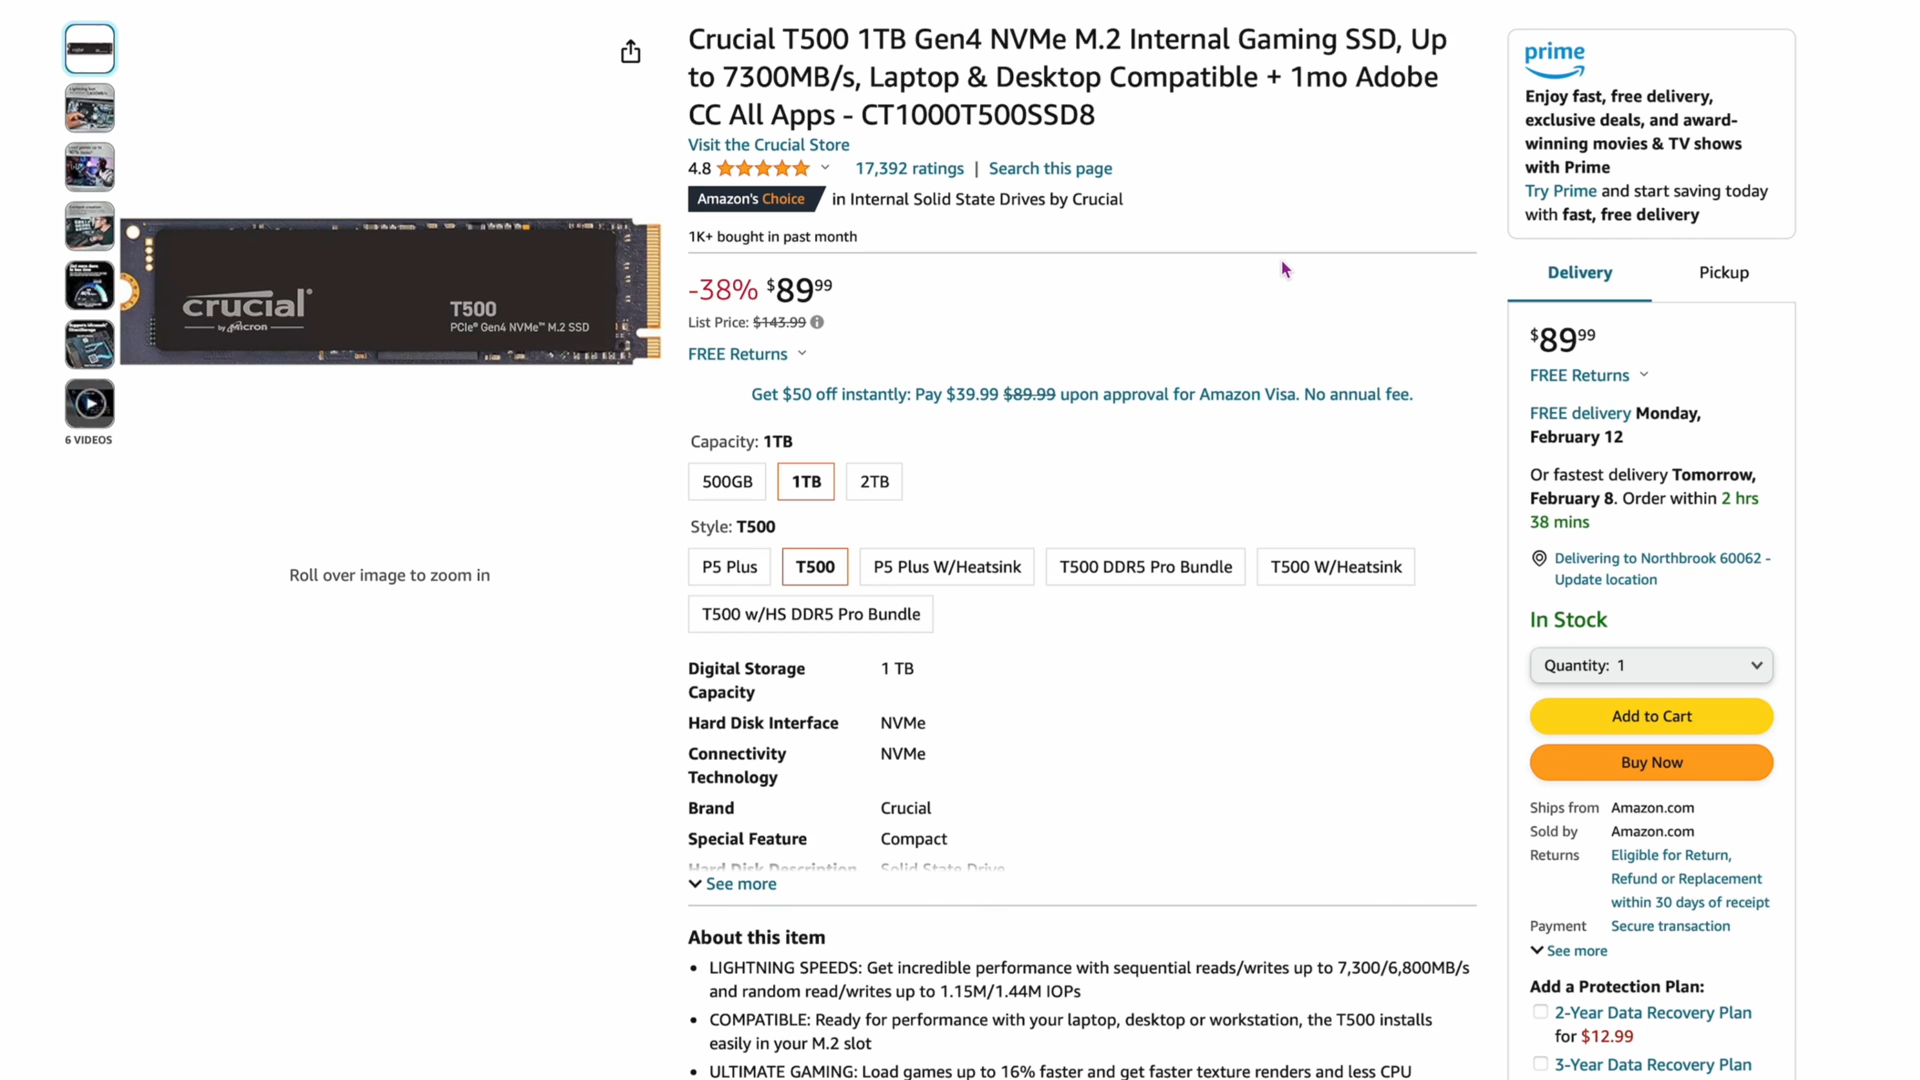 Crucial T500 1TB Gen4 NVMe M.2 Internal Gaming SSD, Up
to 7300MB/s, Laptop & Desktop Compatible + 1mo Adobe
CC All Apps - CT1000T500SSD8
Visit the Crucial Store
4.8 17,392 ratings | Search this page
Amazon's Choice in Internal Solid State Drives by Crucial
1K+ bought in past month
-38% $89.99
List Price: $143.99
FREE Returns
Get $50 off instantly: Pay $39.99 $89.99 upon approval for Amazon Visa. No annual fee.
Capacity: 1TB
500GB 1TB 2TB
Style: T500
P5 Plus T500 P5 Plus W/Heatsink T500 DDR5 Pro Bundle T500 W/Heatsink
T500 w/HS DDR5 Pro Bundle
Digital Storage 1 TB
Capacity
Hard Disk Interface NVMe
Connectivity NVMe
Technology
Brand Crucial
Special Feature Compact
Hard Disk Description Solid State Drive
See more
About this item
• LIGHTNING SPEEDS: Get incredible performance with sequential reads/writes up to 7,300/6,800MB/s
and random read/writes up to 1.15M/1.44M IOPs
• COMPATIBLE: Ready for performance with your laptop, desktop or workstation, the T500 installs
easily in your M.2 slot
• ULTIMATE GAMING: Load games up to 16% faster and get faster texture renders and less CPU
6 VIDEOS
crucial
by Micron
T500
PCIe® Gen4 NVMe™ M.2 SSD
Roll over image to zoom in
prime
Enjoy fast, free delivery,
exclusive deals, and award-
winning movies & TV shows
with Prime
Try Prime and start saving today
with fast, free delivery
Delivery Pickup
$89.99
FREE Returns
FREE delivery Monday,
February 12
Or fastest delivery Tomorrow,
February 8. Order within 2 hrs
38 mins
Delivering to Northbrook 60062 -
Update location
In Stock
Quantity: 1
Add to Cart
Buy Now
Ships from Amazon.com
Sold by Amazon.com
Returns Eligible for Return,
Refund or Replacement
within 30 days of receipt
Payment Secure transaction
See more
Add a Protection Plan:
2-Year Data Recovery Plan
for $12.99
3-Year Data Recovery Plan